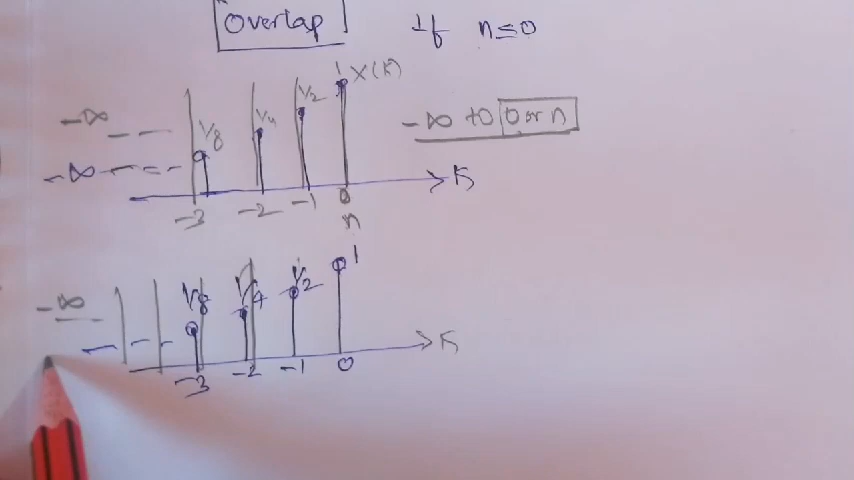 Overlap If n≤0
1 X(K)
1/2
1/4
1/8
-∞ -∞ to 0 or n
-∞
K
-3 -2 -1 0
n
1
1/8 1/4 1/2
-∞
K
-3 -2 -1 0